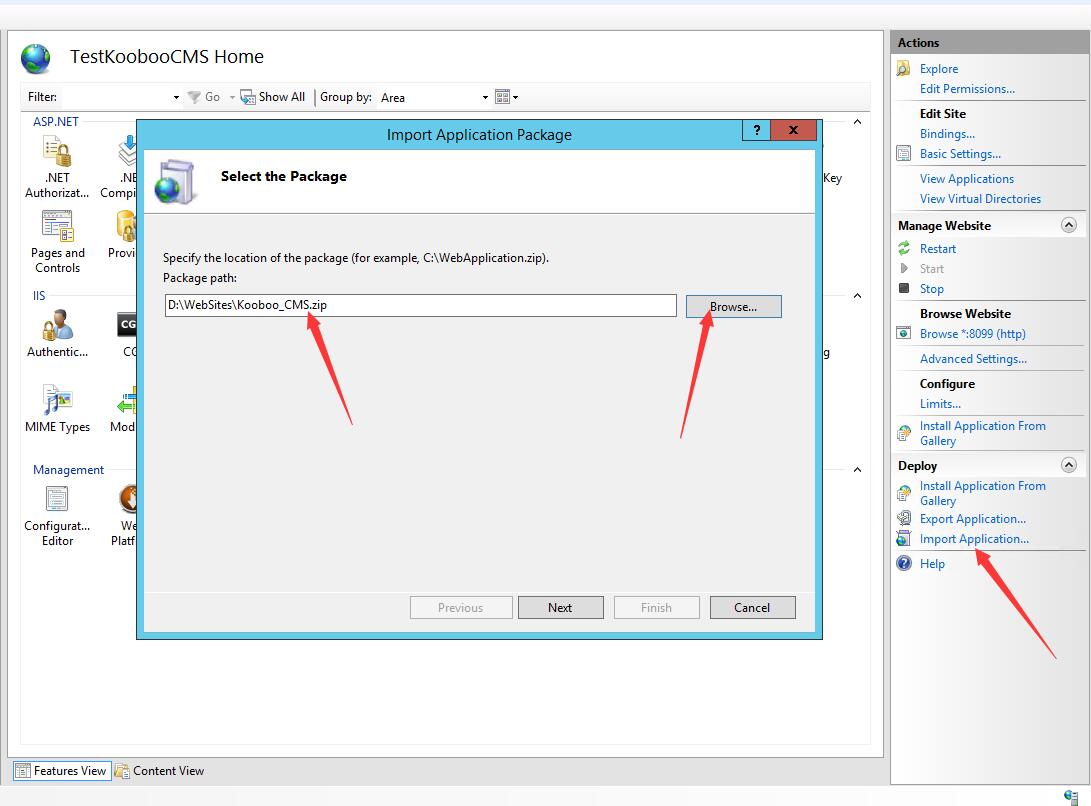 TestKoobooCMS Home
Filter:
Go
Show All
Group by:
Area
ASP.NET
.NET
Authorizat...
.NE
Compi
Key
Pages and
Controls
Provi
IIS
Authentic...
CG
CG
g
MIME Types
Mod
Management
Configurat...
Editor
We
Platf
Import Application Package
?
x
Select the Package
Specify the location of the package (for example, C:\WebApplication.zip).
Package path:
D:\WebSites\Kooboo_CMS.zip
Browse...
Previous
Next
Finish
Cancel
Features View
Content View
Actions
Explore
Edit Permissions...
Edit Site
Bindings...
Basic Settings...
View Applications
View Virtual Directories
Manage Website
Restart
Start
Stop
Browse Website
Browse *:8099 (http)
Advanced Settings...
Configure
Limits...
Install Application From
Gallery
Deploy
Install Application From
Gallery
Export Application...
Import Application...
Help